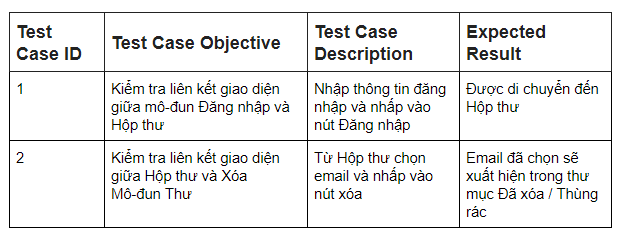 Test
Case ID
Test Case Objective
Test Case
Description
Expected
Result
1
Kiểm tra liên kết giao diện
giữa mô-đun Đăng nhập và
Hộp thư
Nhập thông tin đăng
nhập và nhấp vào
nút Đăng nhập
Được di chuyển đến
Hộp thư
2
Kiểm tra liên kết giao diện
giữa Hộp thư và Xóa
Mô-đun Thư
Từ Hộp thư chọn
email và nhấp vào
nút xóa
Email đã chọn sẽ
xuất hiện trong thư
mục Đã xóa / Thùng
rác